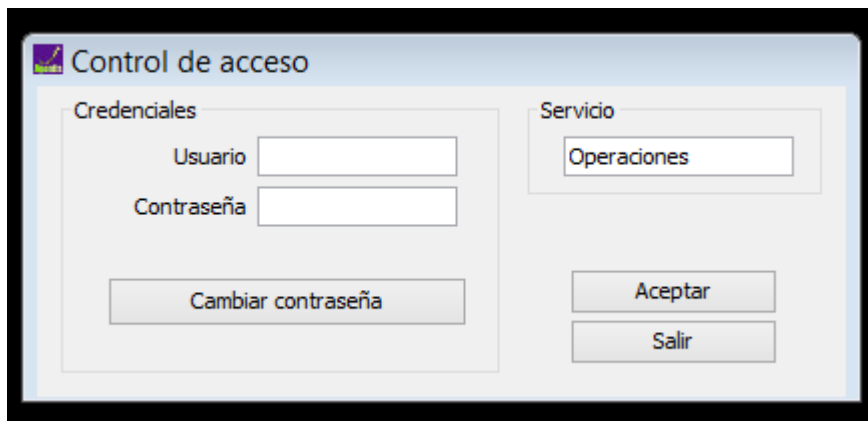 Control de acceso
Credenciales
Usuario
Contraseña
Cambiar contraseña
Servicio
Operaciones
Aceptar
Salir